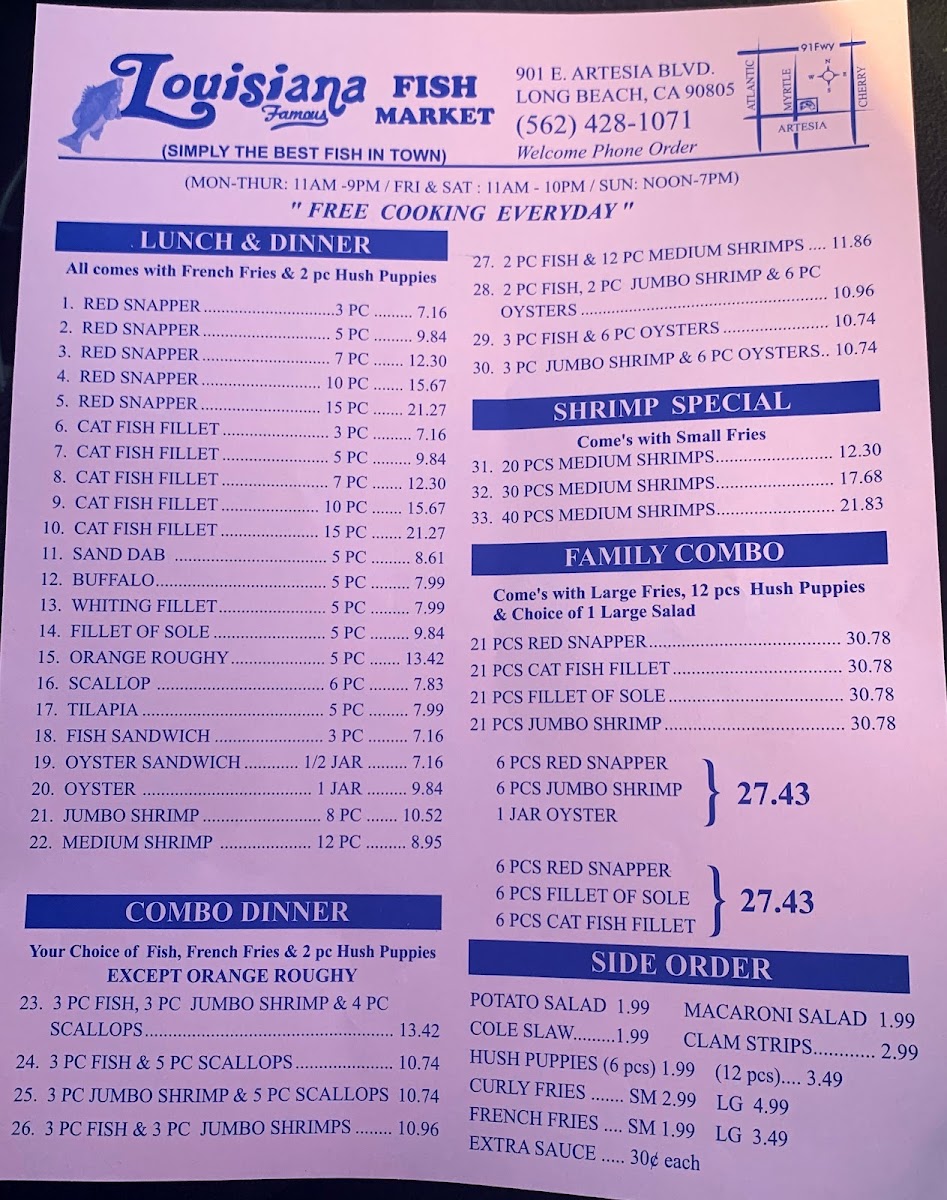 Louisiana
Famous
FISH
MARKET
(SIMPLY THE BEST FISH IN TOWN)
901 E. ARTESIA BLVD.
LONG BEACH, CA 90805
(562) 428-1071
Welcome Phone Order
91Fwy
ATLANTIC
MYRTLE
CHERRY
N
W E
S
ARTESIA
(MON-THUR: 11AM -9PM / FRI & SAT : 11AM - 10PM / SUN: NOON-7PM)
" FREE COOKING EVERYDAY "
LUNCH & DINNER
All comes with French Fries & 2 pc Hush Puppies
1. RED SNAPPER..............................3 PC ......... 7.16
2. RED SNAPPER............................. 5 PC ......... 9.84
3. RED SNAPPER............................. 7 PC ....... 12.30
4. RED SNAPPER........................... 10 PC ...... 15.67
5. RED SNAPPER........................... 15 PC ...... 21.27
6. CAT FISH FILLET........................ 3 PC ......... 7.16
7. CAT FISH FILLET........................ 5 PC ......... 9.84
8. CAT FISH FILLET........................ 7 PC ....... 12.30
9. CAT FISH FILLET...................... 10 PC ...... 15.67
10. CAT FISH FILLET...................... 15 PC ...... 21.27
11. SAND DAB ................................. 5 PC ......... 8.61
12. BUFFALO..................................... 5 PC ......... 7.99
13. WHITING FILLET........................ 5 PC ......... 7.99
14. FILLET OF SOLE......................... 5 PC ......... 9.84
15. ORANGE ROUGHY..................... 5 PC ....... 13.42
16. SCALLOP ..................................... 6 PC ......... 7.83
17. TILAPIA........................................ 5 PC ......... 7.99
18. FISH SANDWICH ........................ 3 PC ......... 7.16
19. OYSTER SANDWICH............ 1/2 JAR ......... 7.16
20. OYSTER ..................................... 1 JAR ......... 9.84
21. JUMBO SHRIMP.......................... 8 PC ....... 10.52
22. MEDIUM SHRIMP .................... 12 PC ......... 8.95
COMBO DINNER
Your Choice of Fish, French Fries & 2 pc Hush Puppies
EXCEPT ORANGE ROUGHY
23. 3 PC FISH, 3 PC JUMBO SHRIMP & 4 PC
SCALLOPS...................................................... 13.42
24. 3 PC FISH & 5 PC SCALLOPS...................... 10.74
25. 3 PC JUMBO SHRIMP & 5 PC SCALLOPS 10.74
26. 3 PC FISH & 3 PC JUMBO SHRIMPS ........ 10.96
27. 2 PC FISH & 12 PC MEDIUM SHRIMPS .... 11.86
28. 2 PC FISH, 2 PC JUMBO SHRIMP & 6 PC
OYSTERS ...................................................... 10.96
29. 3 PC FISH & 6 PC OYSTERS ....................... 10.74
30. 3 PC JUMBO SHRIMP & 6 PC OYSTERS.. 10.74
SHRIMP SPECIAL
Come's with Small Fries
31. 20 PCS MEDIUM SHRIMPS......................... 12.30
32. 30 PCS MEDIUM SHRIMPS......................... 17.68
33. 40 PCS MEDIUM SHRIMPS......................... 21.83
FAMILY COMBO
Come's with Large Fries, 12 pcs Hush Puppies
& Choice of 1 Large Salad
21 PCS RED SNAPPER.......................................... 30.78
21 PCS CAT FISH FILLET..................................... 30.78
21 PCS FILLET OF SOLE...................................... 30.78
21 PCS JUMBO SHRIMP....................................... 30.78
6 PCS RED SNAPPER
6 PCS JUMBO SHRIMP } 27.43
1 JAR OYSTER
6 PCS RED SNAPPER
6 PCS FILLET OF SOLE } 27.43
6 PCS CAT FISH FILLET
SIDE ORDER
POTATO SALAD 1.99 MACARONI SALAD 1.99
COLE SLAW.........1.99 CLAM STRIPS............ 2.99
HUSH PUPPIES (6 pcs) 1.99 (12 pcs).... 3.49
CURLY FRIES ....... SM 2.99 LG 4.99
FRENCH FRIES .... SM 1.99 LG 3.49
EXTRA SAUCE ..... 30¢ each